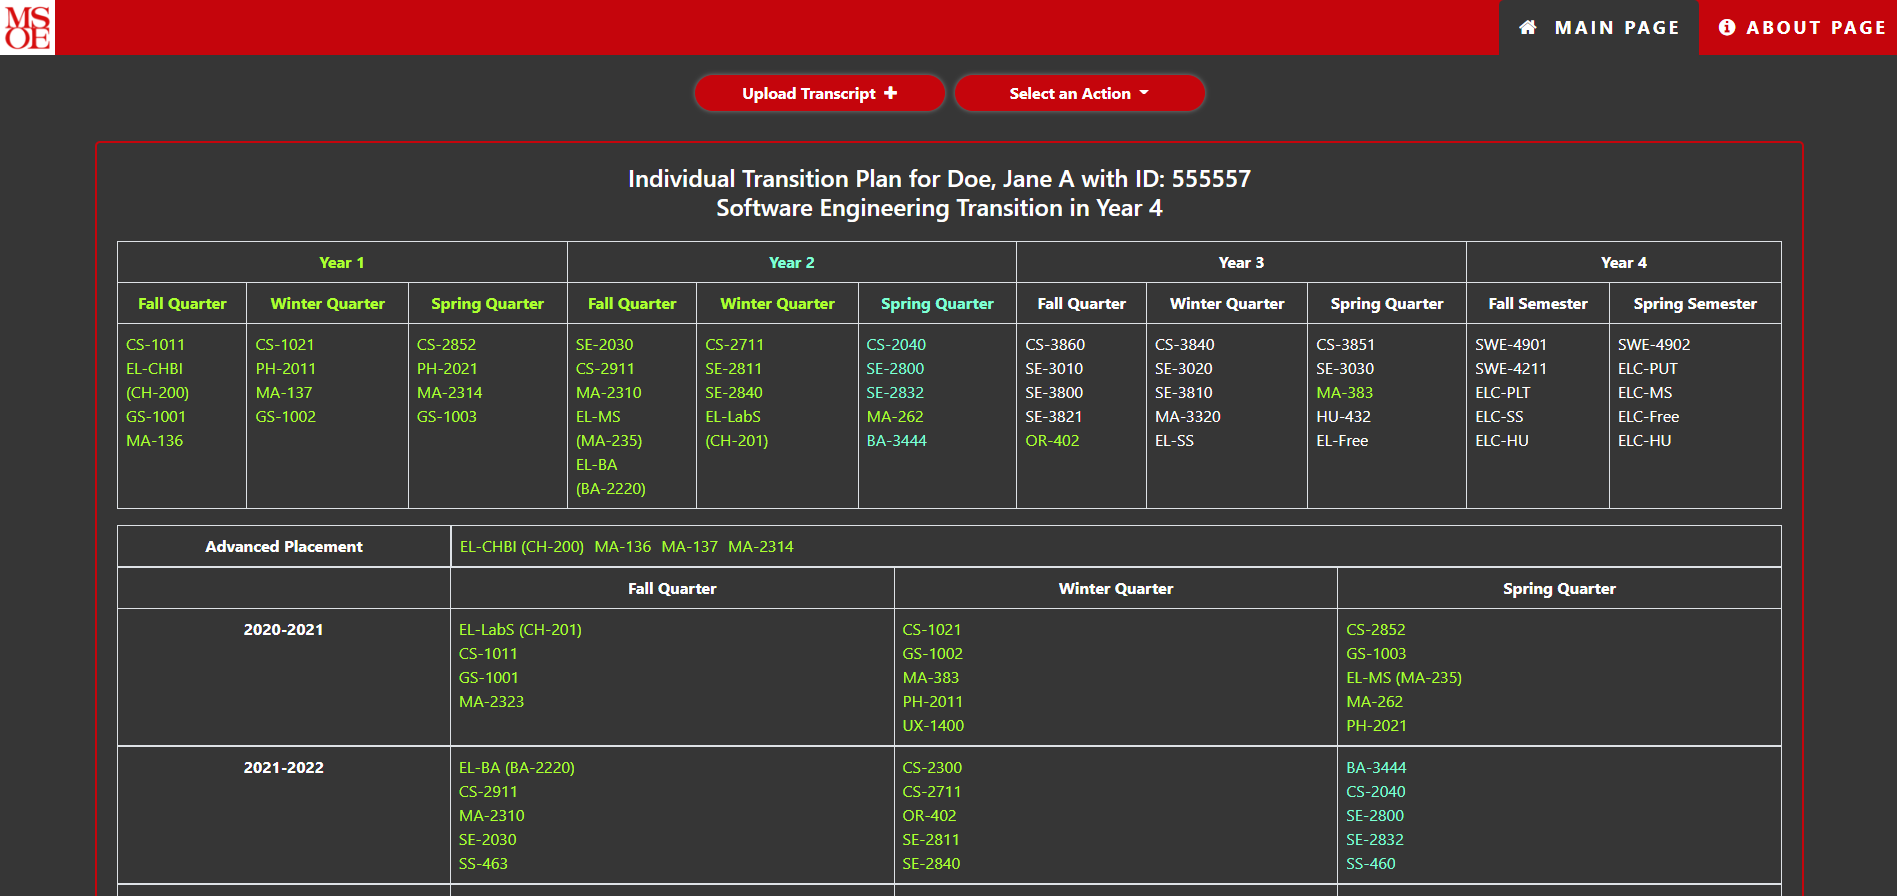 MS
OE
MAIN PAGE
ABOUT PAGE
Upload Transcript
Select an Action
Individual Transition Plan for Doe, Jane A with ID: 555557
Software Engineering Transition in Year 4
Year 1
Year 2
Year 3
Year 4
Fall Quarter
Winter Quarter
Spring Quarter
Fall Quarter
Winter Quarter
Spring Quarter
Fall Quarter
Winter Quarter
Spring Quarter
Fall Semester
Spring Semester
CS-1011
EL-CHBI
(CH-200)
GS-1001
MA-136
CS-1021
PH-2011
MA-137
GS-1002
CS-2852
PH-2021
MA-2314
GS-1003
SE-2030
CS-2911
MA-2310
EL-MS
(MA-235)
EL-BA
(BA-2220)
CS-2711
SE-2811
SE-2840
EL-LabS
(CH-201)
CS-2040
SE-2800
SE-2832
MA-262
BA-3444
CS-3860
SE-3010
SE-3800
SE-3821
OR-402
CS-3840
SE-3020
SE-3810
MA-3320
EL-SS
CS-3851
SE-3030
MA-383
HU-432
EL-Free
SWE-4901
SWE-4211
ELC-PLT
ELC-SS
ELC-HU
SWE-4902
ELC-PUT
ELC-MS
ELC-Free
ELC-HU
Advanced Placement
EL-CHBI (CH-200) MA-136 MA-137 MA-2314
Fall Quarter
Winter Quarter
Spring Quarter
2020-2021
EL-LabS (CH-201)
CS-1011
GS-1001
MA-2323
CS-1021
GS-1002
MA-383
PH-2011
UX-1400
CS-2852
GS-1003
EL-MS (MA-235)
MA-262
PH-2021
2021-2022
EL-BA (BA-2220)
CS-2911
MA-2310
SE-2030
SS-463
CS-2300
CS-2711
OR-402
SE-2811
SE-2840
BA-3444
CS-2040
SE-2800
SE-2832
SS-460